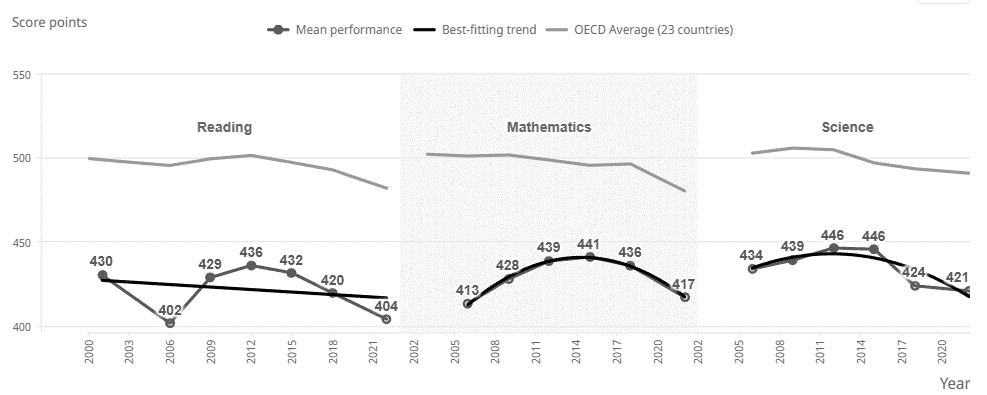 Score points
Mean performance Best-fitting trend OECD Average (23 countries)
550
Reading Mathematics Science
500
450
430 402 429 436 432 420 404 413 428 439 441 436 417 434 439 446 446 424 421
400
2000 2003 2006 2009 2012 2015 2018 2021 2002 2005 2008 2011 2014 2017 2020 2002 2005 2008 2011 2014 2017 2020
Year